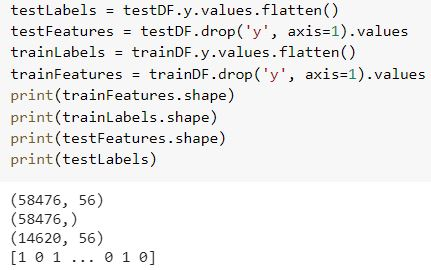 testLabels = testDF.y.values.flatten()
testFeatures = testDF.drop('y', axis=1).values
trainLabels = trainDF.y.values.flatten()
trainFeatures = trainDF.drop('y', axis=1).values
print(trainFeatures.shape)
print(trainLabels.shape)
print(testFeatures.shape)
print(testLabels)
(58476, 56)
(58476,)
(14620, 56)
[1 0 1 ... 0 1 0]